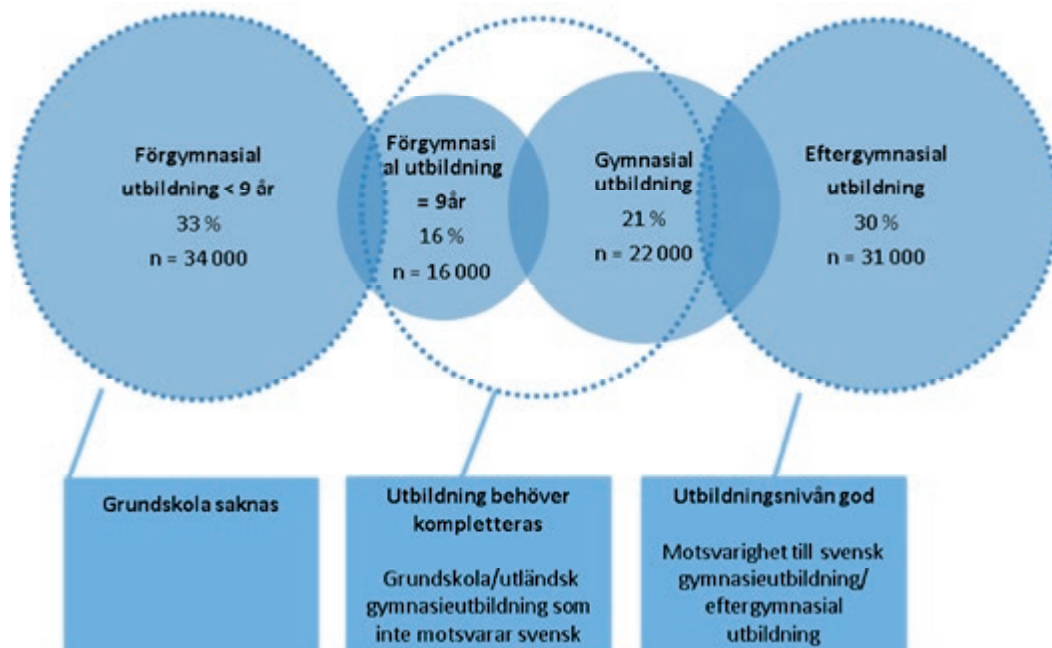 Förgymnasial
utbildning < 9 år
33 %
n = 34 000
Förgymnasi
al utbildning
= 9år
16 %
n = 16 000
Gymnasial
utbildning
21 %
n = 22 000
Eftergymnasial
utbildning
30 %
n = 31 000
Grundskola saknas
Utbildning behöver
kompletteras
Grundskola/utländsk
gymnasieutbildning som
inte motsvarar svensk
Utbildningsnivån god
Motsvarighet till svensk
gymnasieutbildning/
eftergymnasial
utbildning